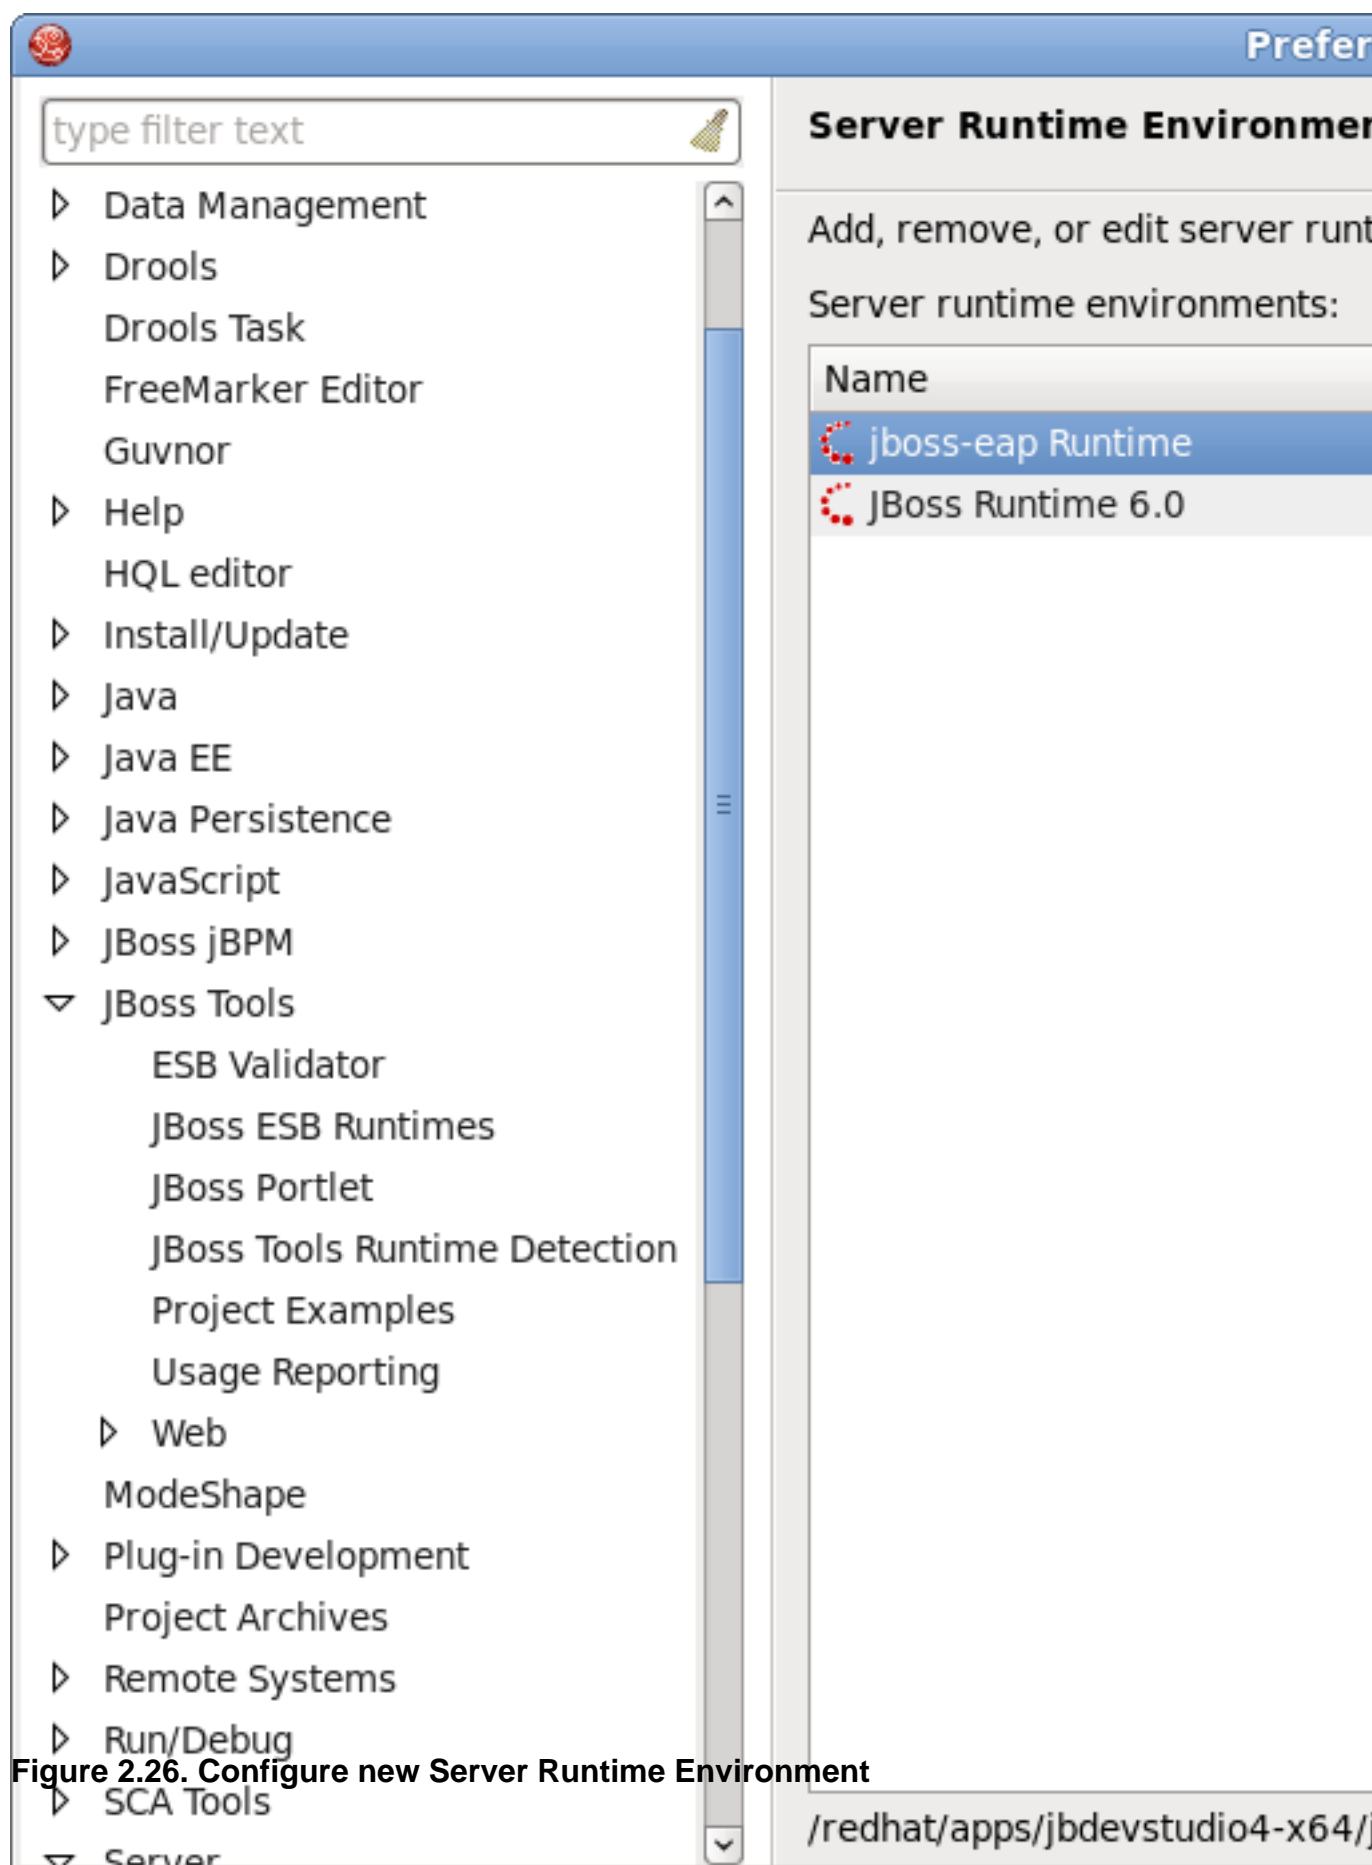 Prefer
type filter text
Data Management
Drools
Drools Task
FreeMarker Editor
Guvnor
Help
HQL editor
Install/Update
Java
Java EE
Java Persistence
JavaScript
JBoss jBPM
JBoss Tools
ESB Validator
JBoss ESB Runtimes
JBoss Portlet
JBoss Tools Runtime Detection
Project Examples
Usage Reporting
Web
ModeShape
Plug-in Development
Project Archives
Remote Systems
Run/Debug
SCA Tools
Server
Server Runtime Environmen
Add, remove, or edit server runt
Server runtime environments:
Name
jboss-eap Runtime
JBoss Runtime 6.0
/redhat/apps/jbdevstudio4-x64/j
Figure 2.26. Configure new Server Runtime Environment